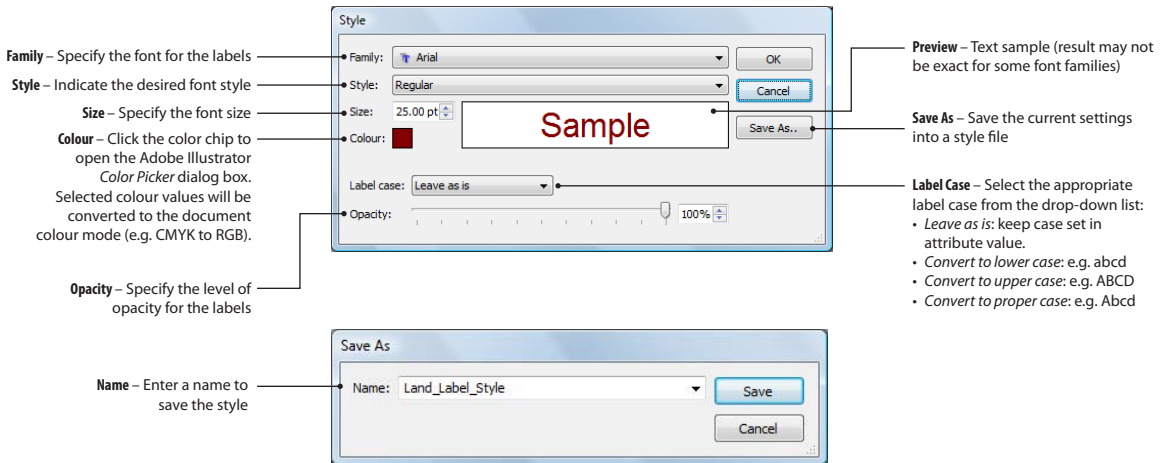 Style
Family – Specify the font for the labels
Style – Indicate the desired font style
Size – Specify the font size
Colour – Click the color chip to
open the Adobe Illustrator
Color Picker dialog box.
Selected colour values will be
converted to the document
colour mode (e.g. CMYK to RGB).
Opacity – Specify the level of
opacity for the labels
Family: Arial
OK
Style: Regular
Cancel
Size: 25.00 pt
Sample
Save As..
Colour:
Label case: Leave as is
Opacity: 100%
Preview – Text sample (result may not
be exact for some font families)
Save As – Save the current settings
into a style file
Label Case – Select the appropriate
label case from the drop-down list:
• Leave as is: keep case set in
attribute value.
• Convert to lower case: e.g. abcd
• Convert to upper case: e.g. ABCD
• Convert to proper case: e.g. Abcd
Save As
Name – Enter a name to
save the style
Name: Land_Label_Style
Save
Cancel